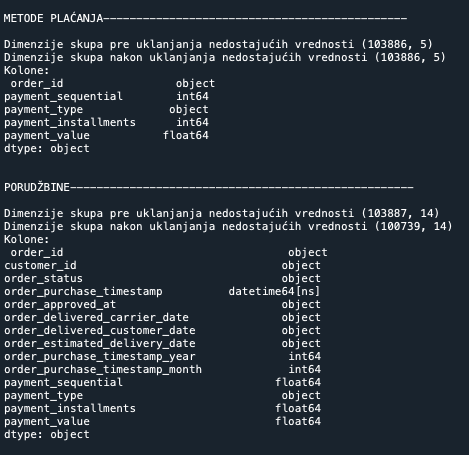 METODE PLAĆANJA----------------------------------------------
Dimenzije skupa pre uklanjanja nedostajućih vrednosti (103886, 5)
Dimenzije skupa nakon uklanjanja nedostajućih vrednosti (103886, 5)
Kolone:
 order_id                 object
payment_sequential        int64
payment_type             object
payment_installments      int64
payment_value           float64
dtype: object
PORUDŽBINE----------------------------------------------------
Dimenzije skupa pre uklanjanja nedostajućih vrednosti (103887, 14)
Dimenzije skupa nakon uklanjanja nedostajućih vrednosti (100739, 14)
Kolone:
 order_id                                  object
customer_id                               object
order_status                              object
order_purchase_timestamp          datetime64[ns]
order_approved_at                         object
order_delivered_carrier_date              object
order_delivered_customer_date             object
order_estimated_delivery_date             object
order_purchase_timestamp_year              int64
order_purchase_timestamp_month             int64
payment_sequential                       float64
payment_type                              object
payment_installments                     float64
payment_value                            float64
dtype: object